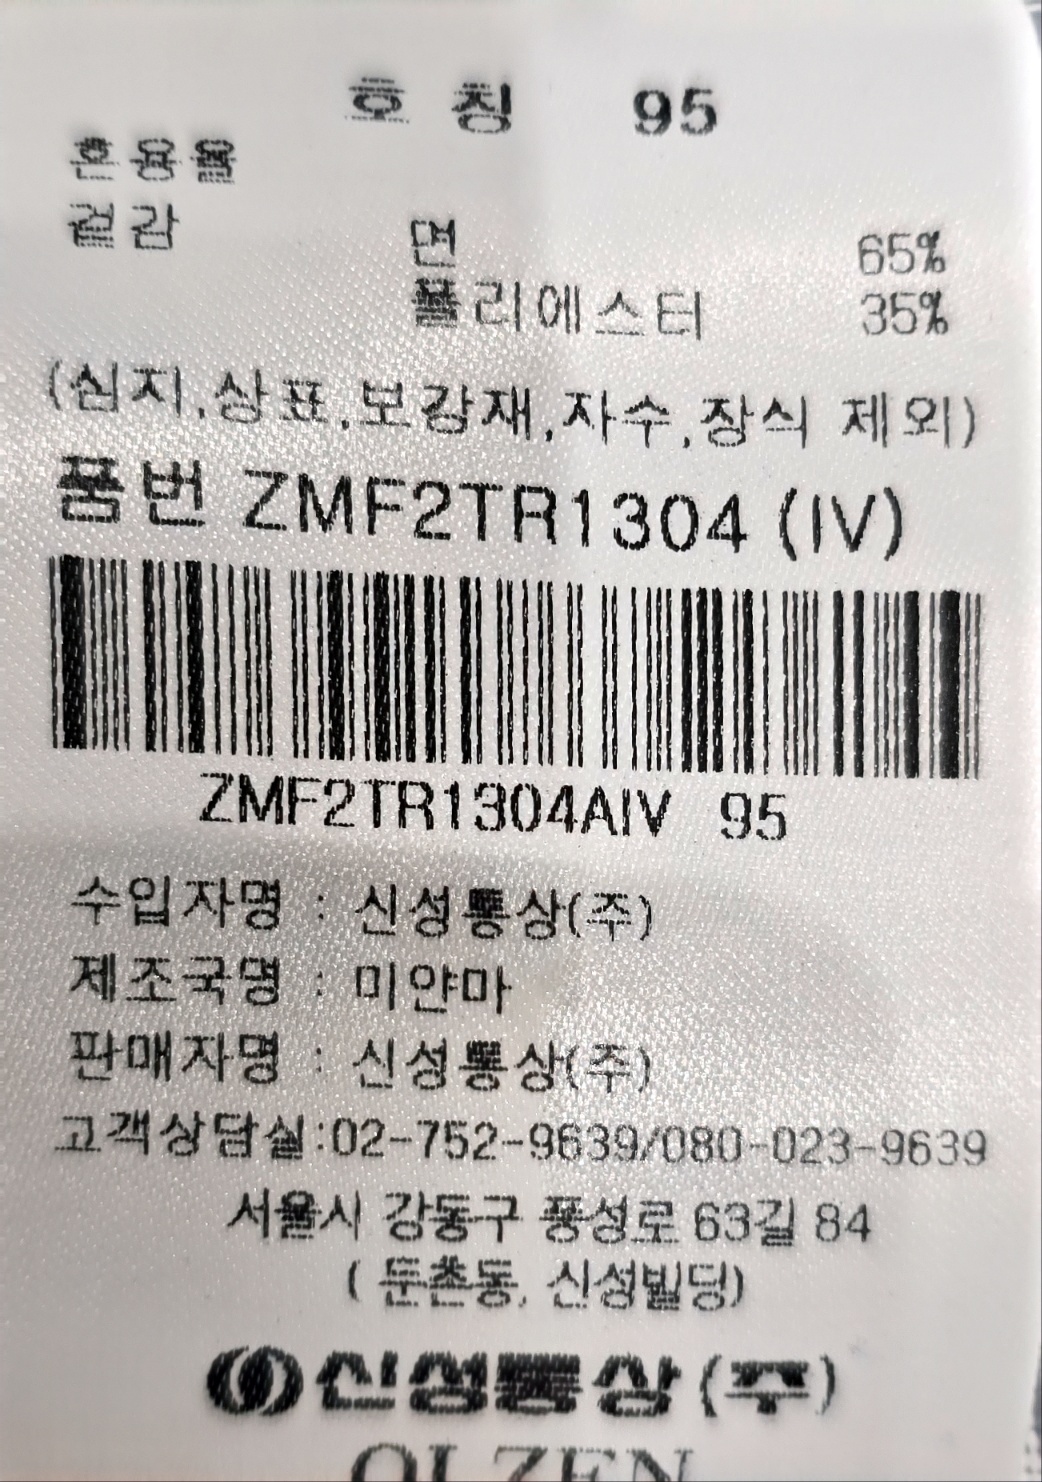 호 칭 95
혼용율
겉감 면 65%
폴리에스터 35%
(심지,상표,보강재,자수,장식 제외)
품번 ZMF2TR1304 (IV)
ZMF2TR1304AIV 95
수입자명 : 신성통상(주)
제조국명 : 미얀마
판매자명 : 신성통상(주)
고객상담실:02-752-9639/080-023-9639
서울시 강동구 풍성로 63길 84
( 둔촌동, 신성빌딩)
신성통상(주)
OLZEN